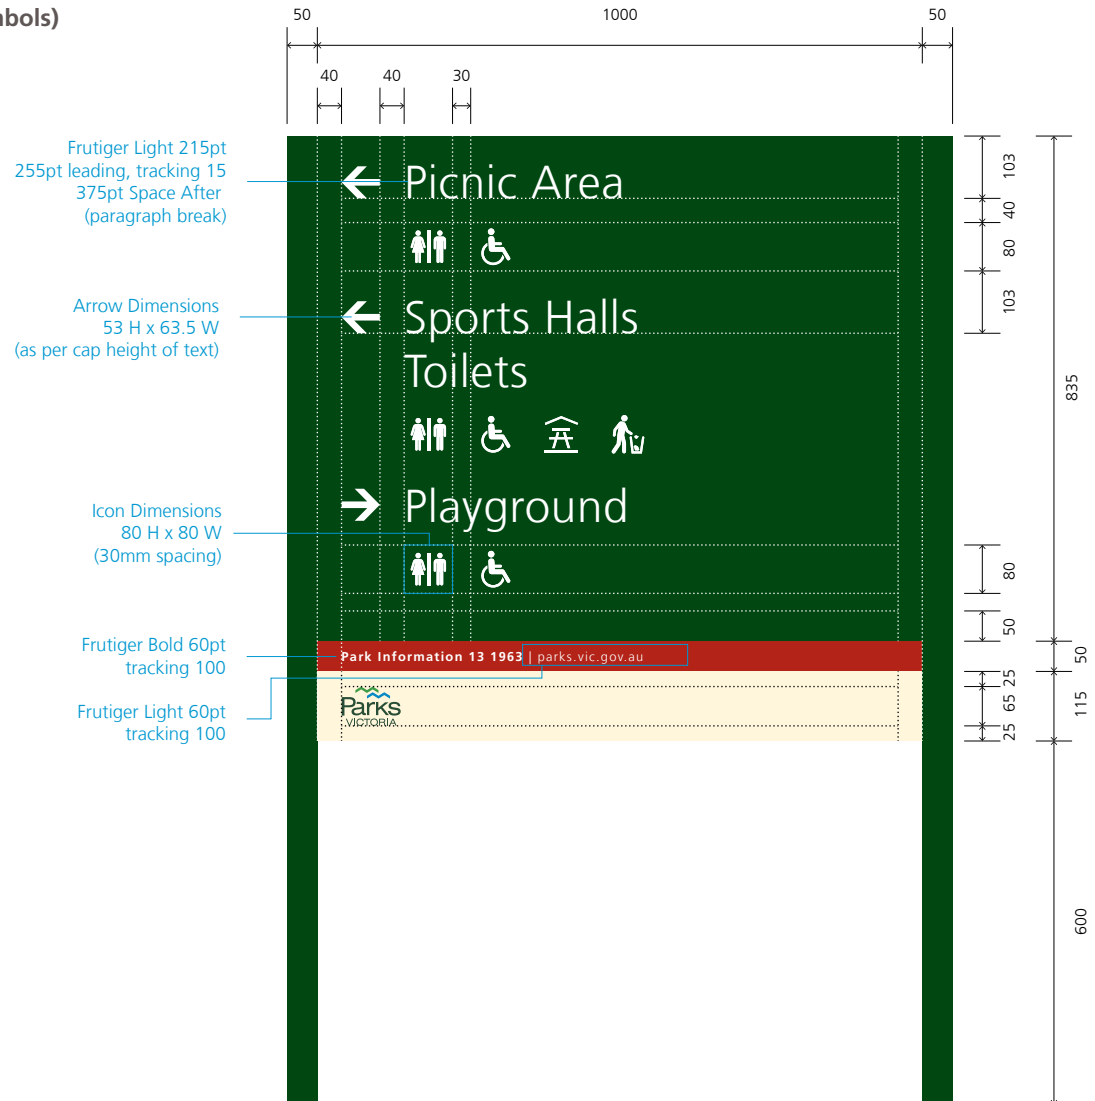 nbols)
50 1000 50
40 40 30
Frutiger Light 215pt
255pt leading, tracking 15
375pt Space After
(paragraph break)
Picnic Area
103
40
80
103
Arrow Dimensions
53 H x 63.5 W
(as per cap height of text)
Sports Halls
Toilets
835
Icon Dimensions
80 H x 80 W
(30mm spacing)
Playground
80
50
Frutiger Bold 60pt
tracking 100
Park Information 13 1963 | parks.vic.gov.au
50
Frutiger Light 60pt
tracking 100
Parks
VICTORIA
25
65
25
115
600